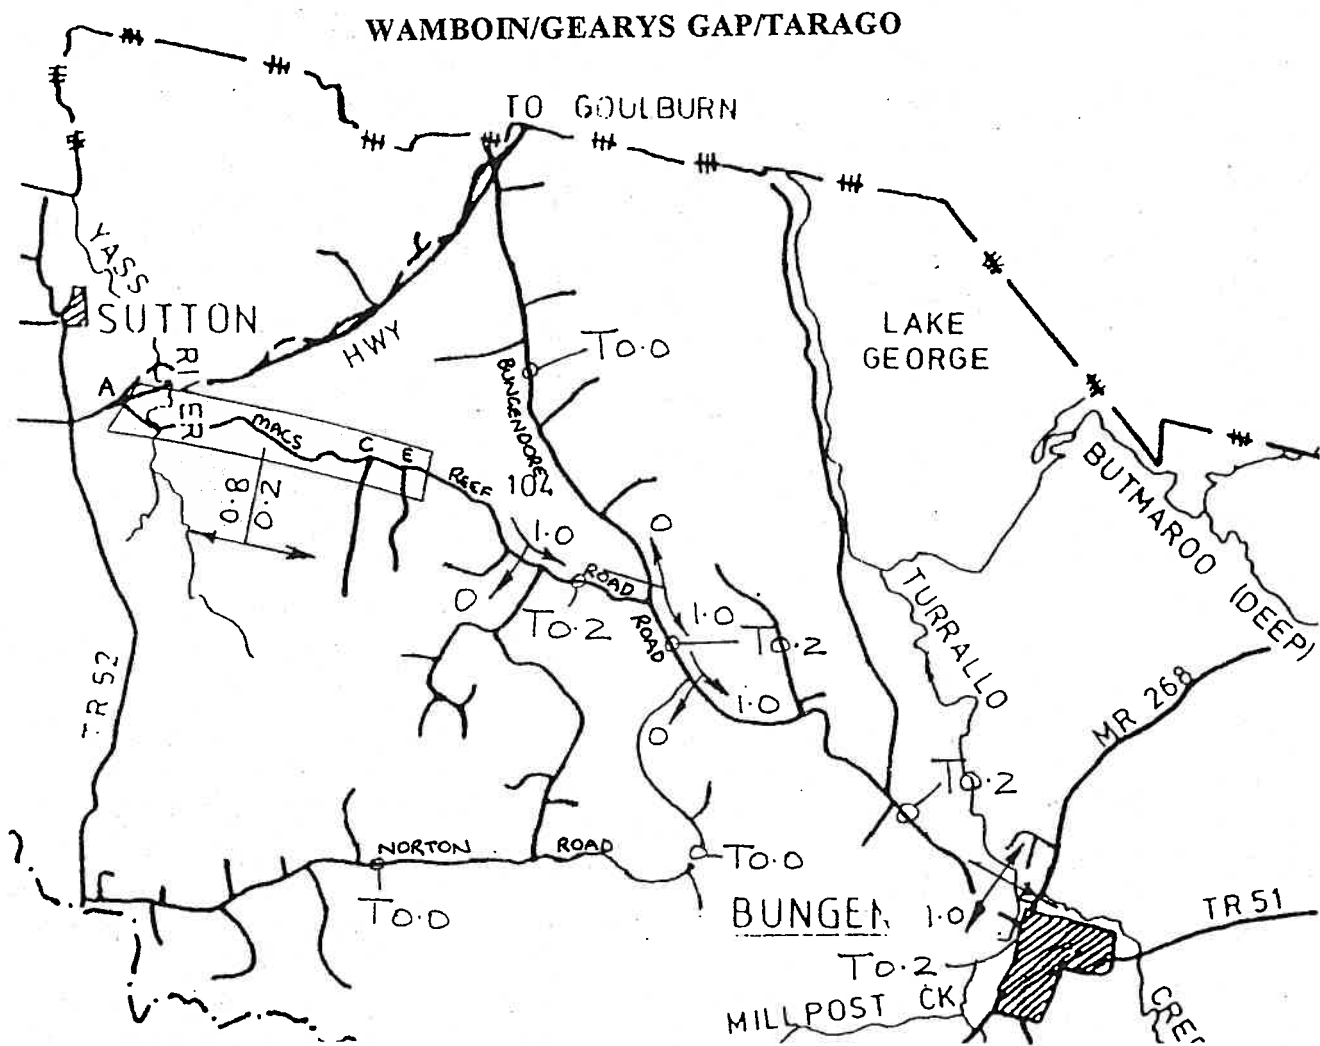 WAMBOIN/GEARYS GAP/TARAGO
TO GOULBURN
YASS
SUTTON
HWY
LAKE
GEORGE
TO.0
BUNGENDORE
A
MACS
C
E
REEF
104
0.8
0.2
1.0
0
0
ROAD
ROAD
TO.2
1.0
TO.2
1.0
0
BUTMAROO (DEEP)
TURRALLO
MR 268
TR 52
TO.2
NORTON
ROAD
TO.0
TO.0
BUNGEN
1.0
TR 51
TO.2
MILLPOST CK